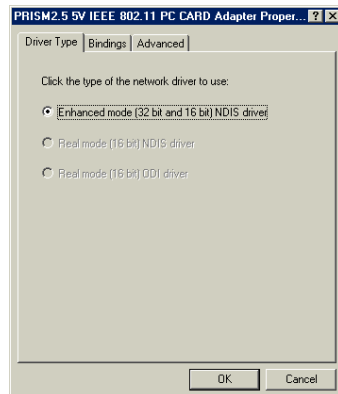 PRISM2.5 5V IEEE 802.11 PC CARD Adapter Proper... ? ×
Driver Type Bindings Advanced
Click the type of the network driver to use:
Enhanced mode (32 bit and 16 bit) NDIS driver
Real mode (16 bit) NDIS driver
Real mode (16 bit) ODI driver
OK Cancel